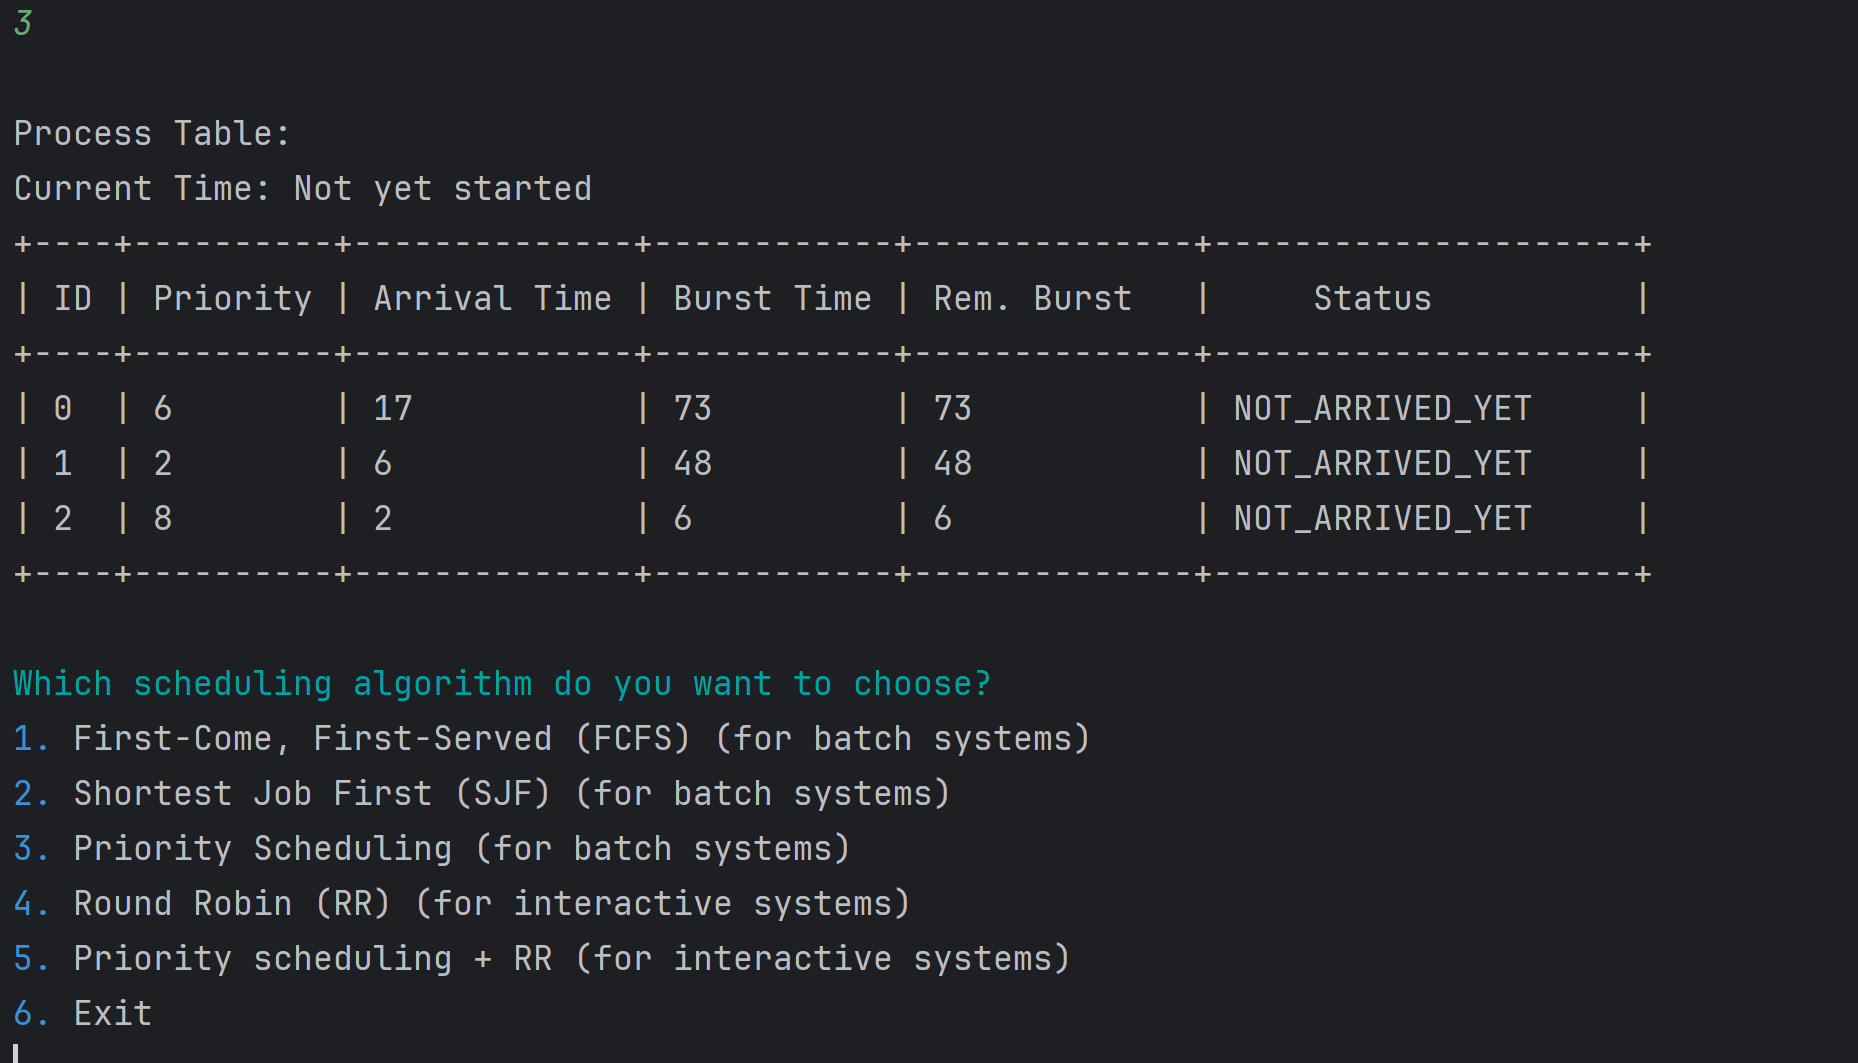 3
Process Table:
Current Time: Not yet started
+----+----------+--------------+------------+--------------+---------------------+
| ID | Priority | Arrival Time | Burst Time | Rem. Burst   |     Status          |
+----+----------+--------------+------------+--------------+---------------------+
| 0  | 6        | 17           | 73         | 73           | NOT_ARRIVED_YET     |
| 1  | 2        | 6            | 48         | 48           | NOT_ARRIVED_YET     |
| 2  | 8        | 2            | 6          | 6            | NOT_ARRIVED_YET     |
+----+----------+--------------+------------+--------------+---------------------+
Which scheduling algorithm do you want to choose?
1. First-Come, First-Served (FCFS) (for batch systems)
2. Shortest Job First (SJF) (for batch systems)
3. Priority Scheduling (for batch systems)
4. Round Robin (RR) (for interactive systems)
5. Priority scheduling + RR (for interactive systems)
6. Exit